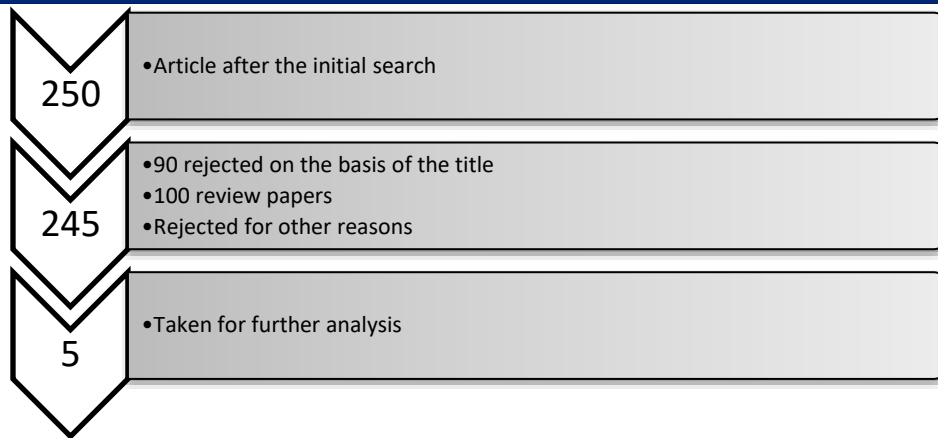 250
•Article after the initial search
245
•90 rejected on the basis of the title
•100 review papers
•Rejected for other reasons
5
•Taken for further analysis